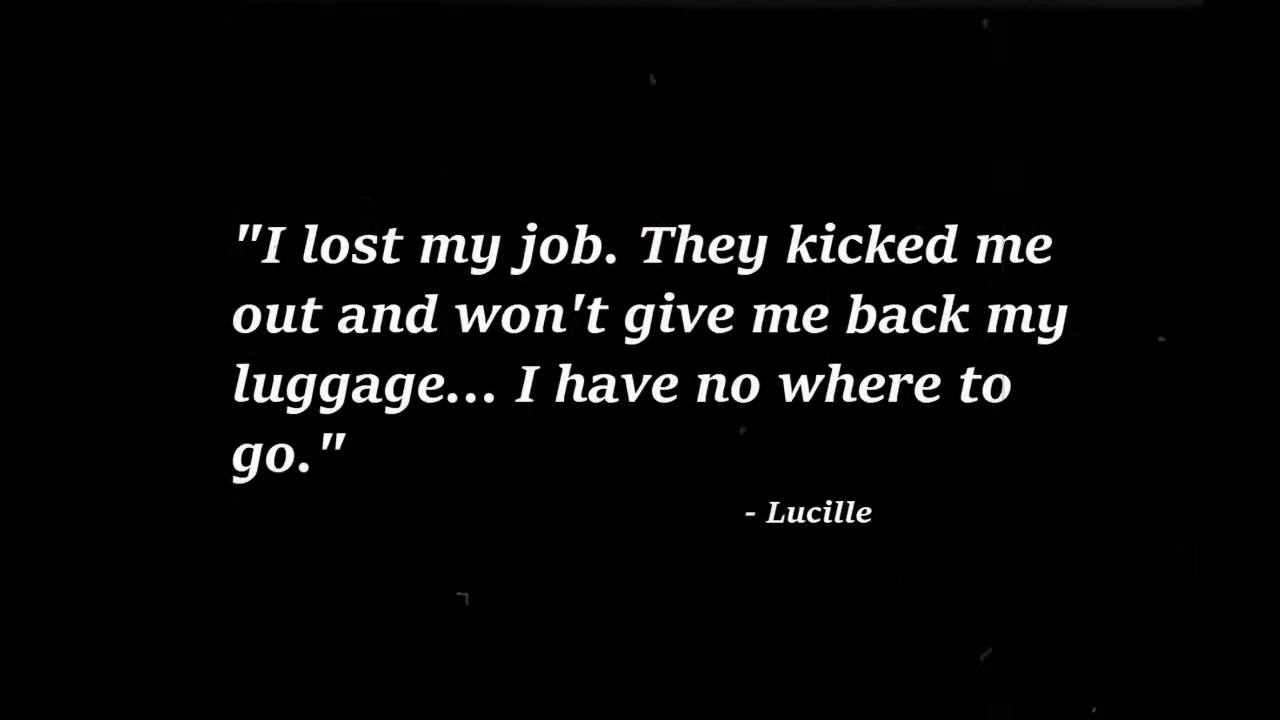 "I lost my job. They kicked me
out and won't give me back my
luggage... I have no where to
go."
- Lucille